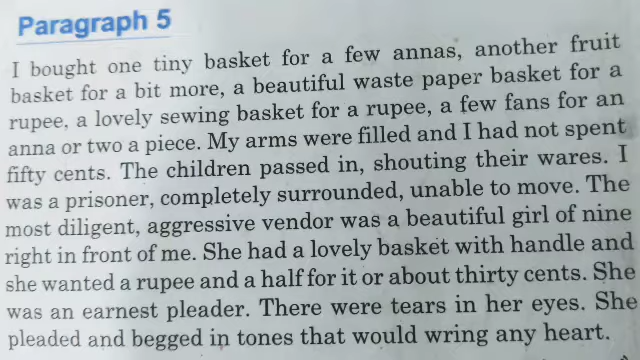 Paragraph 5
I bought one tiny basket for a few annas, another fruit
basket for a bit more, a beautiful waste paper basket for a
rupee, a lovely sewing basket for a rupee, a few fans for an
anna or two a piece. My arms were filled and I had not spent
fifty cents. The children passed in, shouting their wares. I
was a prisoner, completely surrounded, unable to move. The
most diligent, aggressive vendor was a beautiful girl of nine
right in front of me. She had a lovely basket with handle and
she wanted a rupee and a half for it or about thirty cents. She
was an earnest pleader. There were tears in her eyes. She
pleaded and begged in tones that would wring any heart.